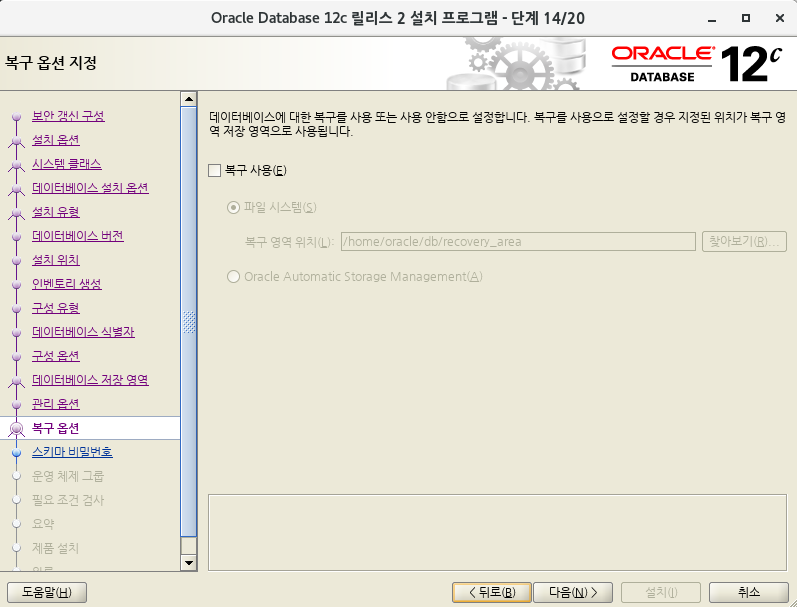 Oracle Database 12c 릴리스 2 설치 프로그램 - 단계 14/20
복구 옵션 지정
ORACLE
DATABASE
12c
보안 갱신 구성
설치 옵션
시스템 클래스
데이터베이스 설치 옵션
설치 유형
데이터베이스 버전
설치 위치
인벤토리 생성
구성 유형
데이터베이스 식별자
구성 옵션
데이터베이스 저장 영역
관리 옵션
복구 옵션
스키마 비밀번호
운영 체제 그룹
필요 조건 검사
요약
제품 설치
데이터베이스에 대한 복구를 사용 또는 사용 안함으로 설정합니다. 복구를 사용으로 설정할 경우 지정된 위치가 복구 영
역 저장 영역으로 사용됩니다.
복구 사용(E)
파일 시스템(S)
복구 영역 위치(L): /home/oracle/db/recovery_area 찾아보기(R)...
Oracle Automatic Storage Management(A)
도움말(H) < 뒤로(B) 다음(N) > 설치(I) 취소